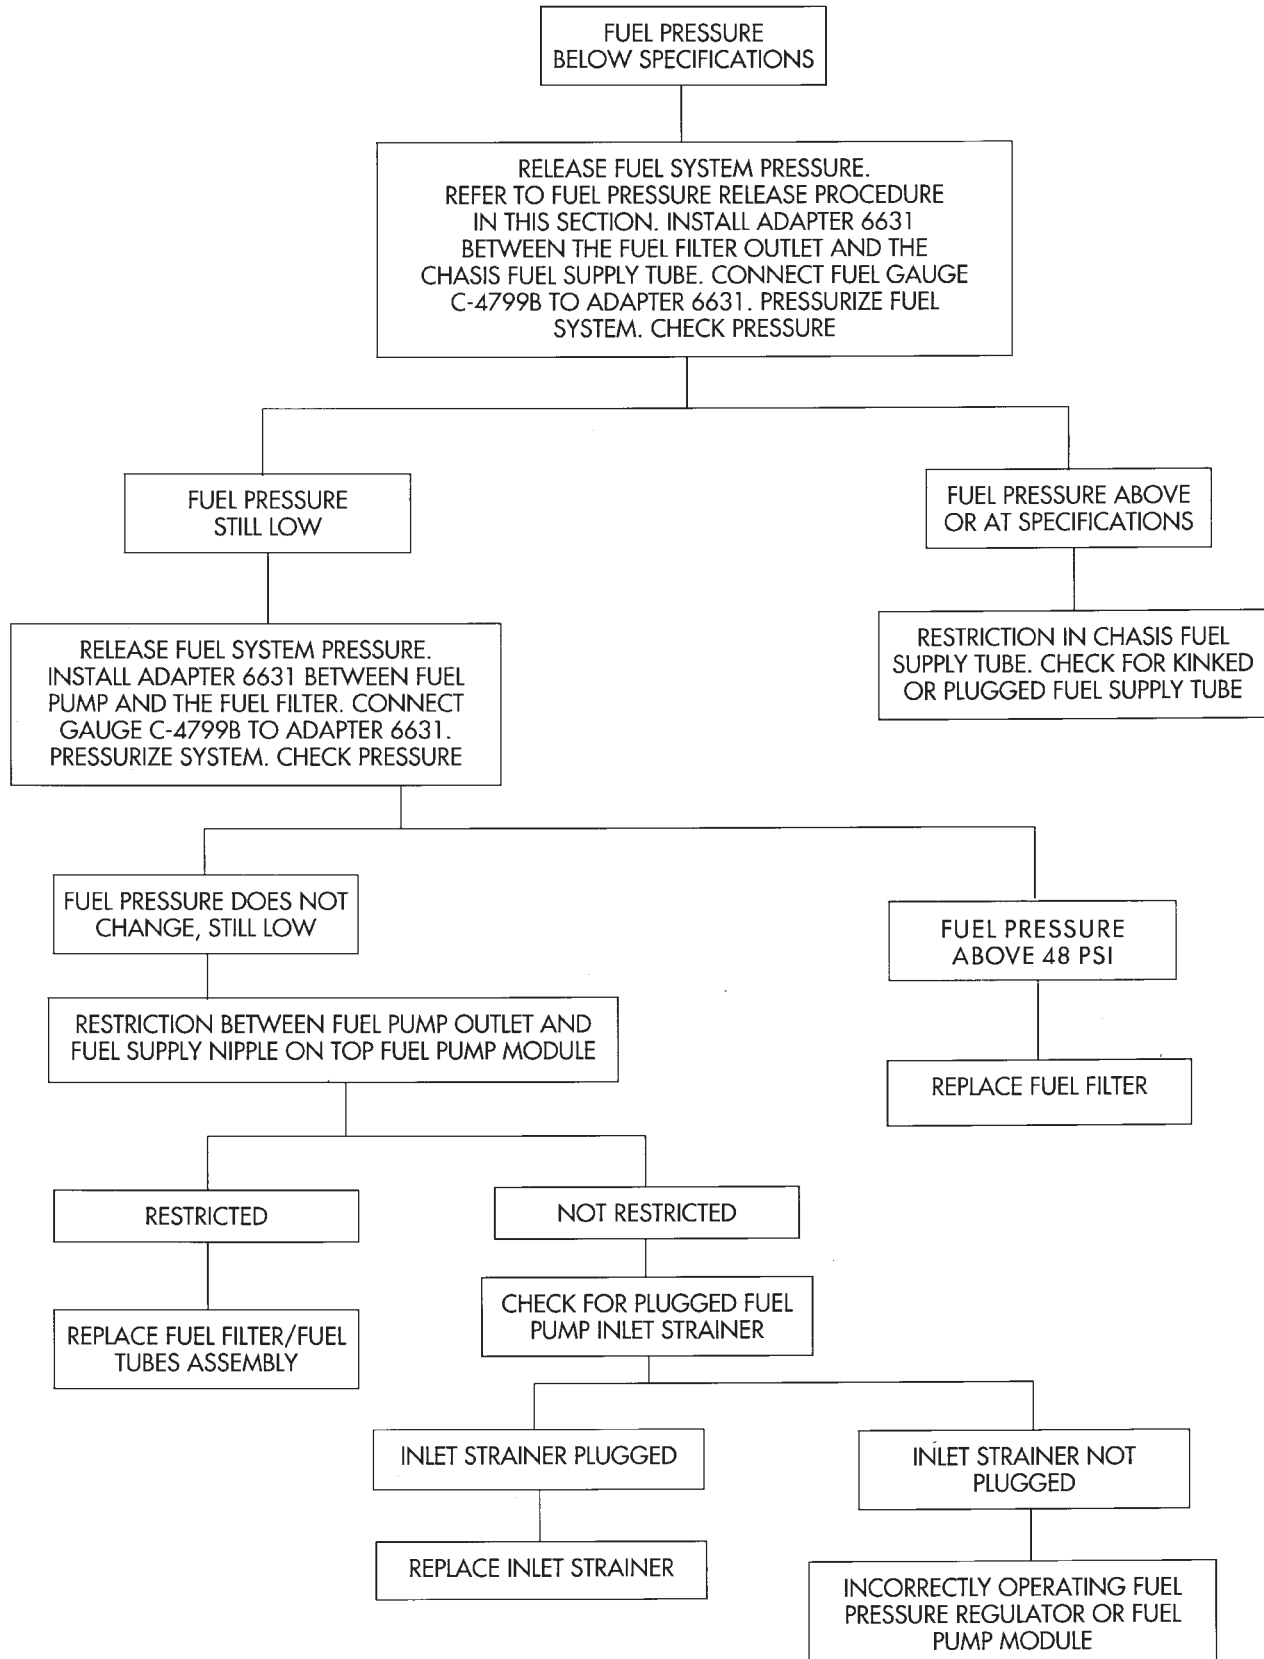 FUEL PRESSURE
BELOW SPECIFICATIONS
RELEASE FUEL SYSTEM PRESSURE.
REFER TO FUEL PRESSURE RELEASE PROCEDURE
IN THIS SECTION. INSTALL ADAPTER 6631
BETWEEN THE FUEL FILTER OUTLET AND THE
CHASIS FUEL SUPPLY TUBE. CONNECT FUEL GAUGE
C-4799B TO ADAPTER 6631. PRESSURIZE FUEL
SYSTEM. CHECK PRESSURE
FUEL PRESSURE
STILL LOW
FUEL PRESSURE ABOVE
OR AT SPECIFICATIONS
RELEASE FUEL SYSTEM PRESSURE.
INSTALL ADAPTER 6631 BETWEEN FUEL
PUMP AND THE FUEL FILTER. CONNECT
GAUGE C-4799B TO ADAPTER 6631.
PRESSURIZE SYSTEM. CHECK PRESSURE
RESTRICTION IN CHASIS FUEL
SUPPLY TUBE. CHECK FOR KINKED
OR PLUGGED FUEL SUPPLY TUBE
FUEL PRESSURE DOES NOT
CHANGE, STILL LOW
FUEL PRESSURE
ABOVE 48 PSI
RESTRICTION BETWEEN FUEL PUMP OUTLET AND
FUEL SUPPLY NIPPLE ON TOP FUEL PUMP MODULE
REPLACE FUEL FILTER
RESTRICTED
NOT RESTRICTED
REPLACE FUEL FILTER/FUEL
TUBES ASSEMBLY
CHECK FOR PLUGGED FUEL
PUMP INLET STRAINER
INLET STRAINER PLUGGED
INLET STRAINER NOT
PLUGGED
REPLACE INLET STRAINER
INCORRECTLY OPERATING FUEL
PRESSURE REGULATOR OR FUEL
PUMP MODULE